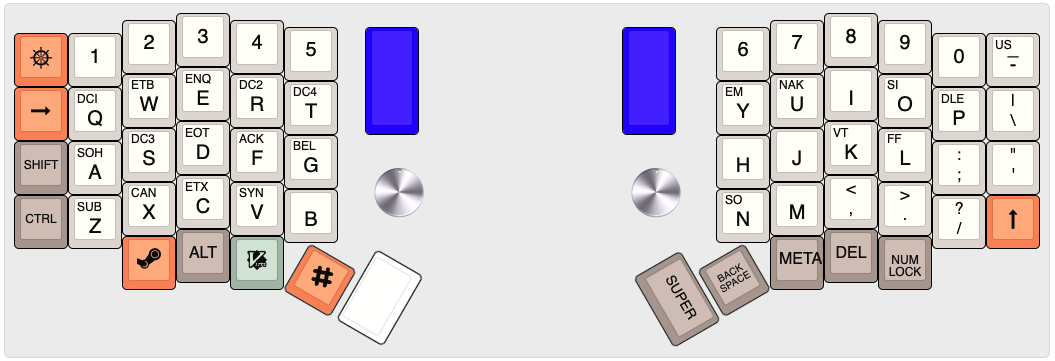 1
2
3
4
5
DCI
Q
ETB
W
ENQ
E
DC2
R
DC4
T
SHIFT
SOH
A
DC3
S
EOT
D
ACK
F
BEL
G
CTRL
SUB
Z
CAN
X
ETX
C
SYN
V
B
ALT
#
6
7
8
9
0
US
_
-
EM
Y
NAK
U
I
SI
O
DLE
P
|
\
H
J
VT
K
FF
L
:
;
"
'
SO
N
M
<
,
>
.
?
/
SUPER
BACK
SPACE
META
DEL
NUM
LOCK